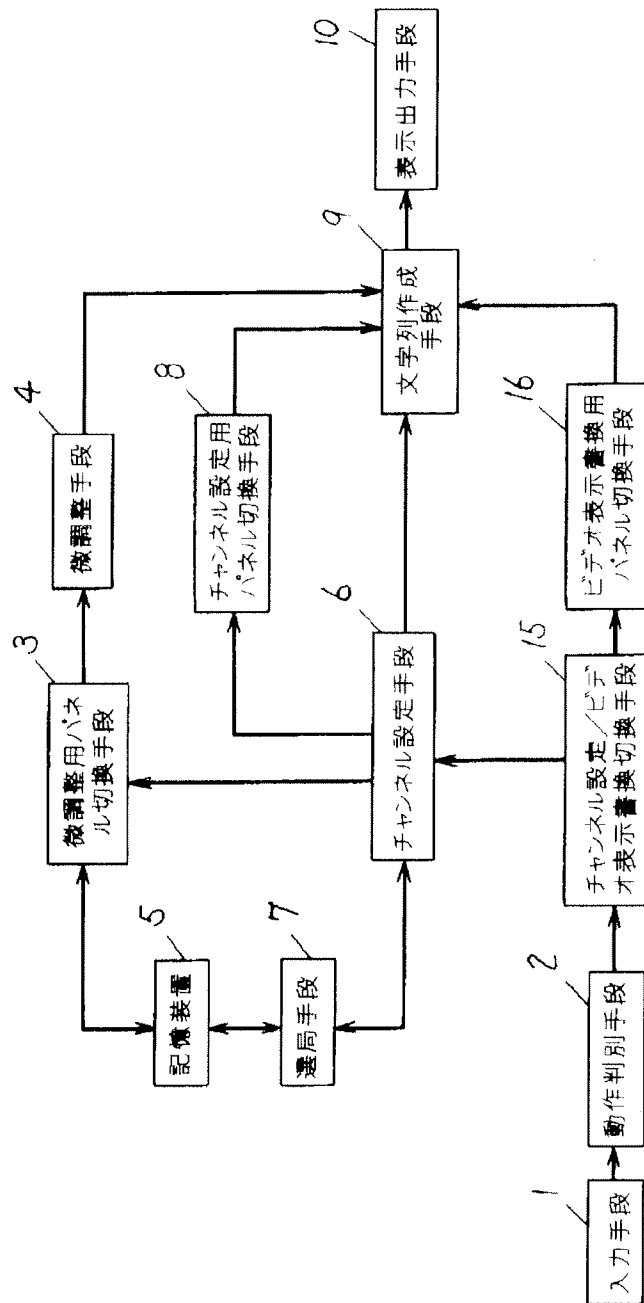 1
入力手段
2
動作判別手段
15
チャンネル設定／ビデ
オ表示書換切換手段
16
ビデオ表示書換用
パネル切換手段
3
微調整用パネ
ル切換手段
4
微調整手段
5
記憶装置
7
選局手段
6
チャンネル設定手段
8
チャンネル設定用
パネル切換手段
9
文字列作成
手段
10
表示出力手段